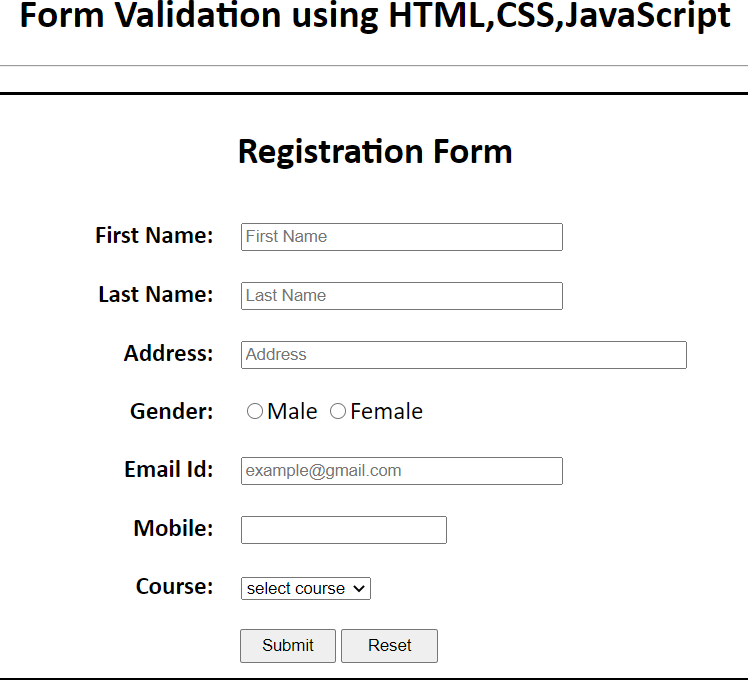 Form Validation using HTML,CSS,JavaScript
Registration Form
First Name: First Name
Last Name: Last Name
Address: Address
Gender: Male Female
Email Id: example@gmail.com
Mobile:
Course: select course
Submit Reset